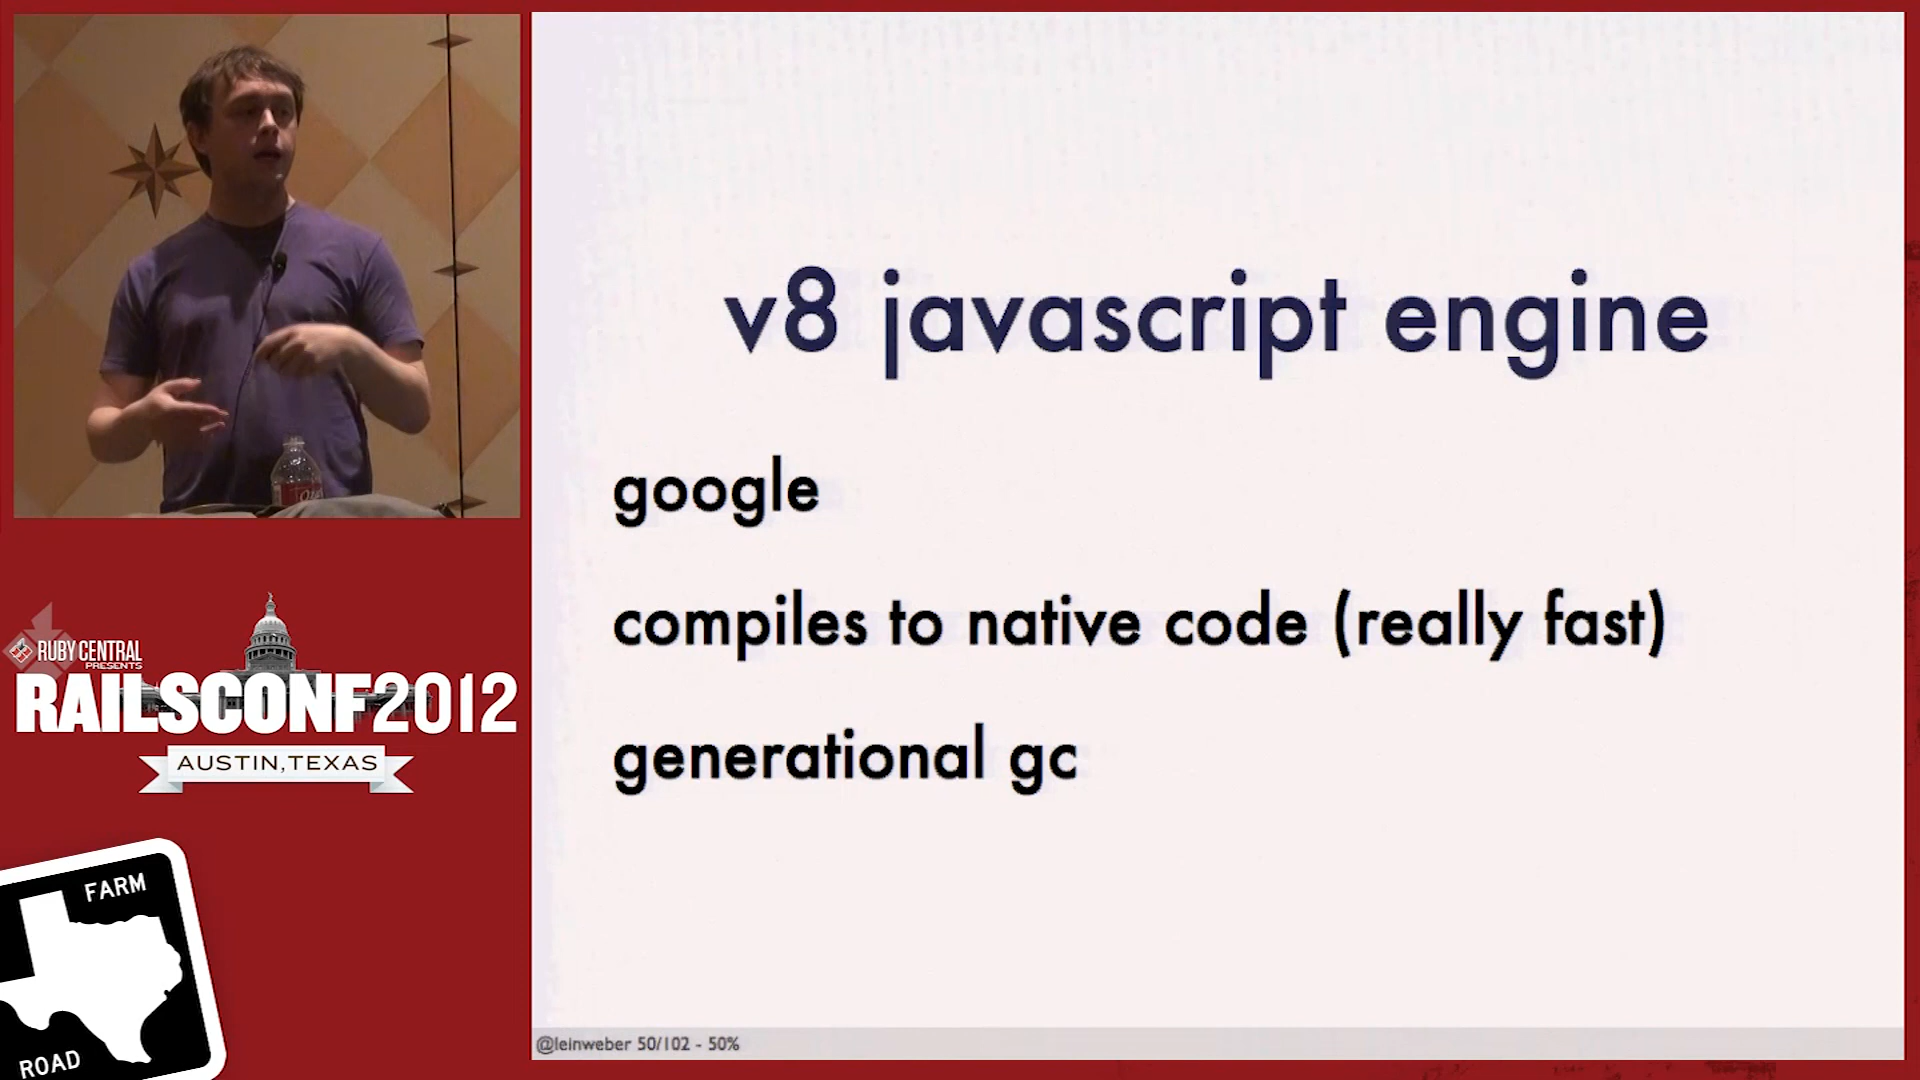 v8 javascript engine
google
compiles to native code (really fast)
generational gc
@leinweber 50/102 - 50%
RUBY CENTRAL
PRESENTS
RAILSCONF2012
AUSTIN, TEXAS
FARM
ROAD